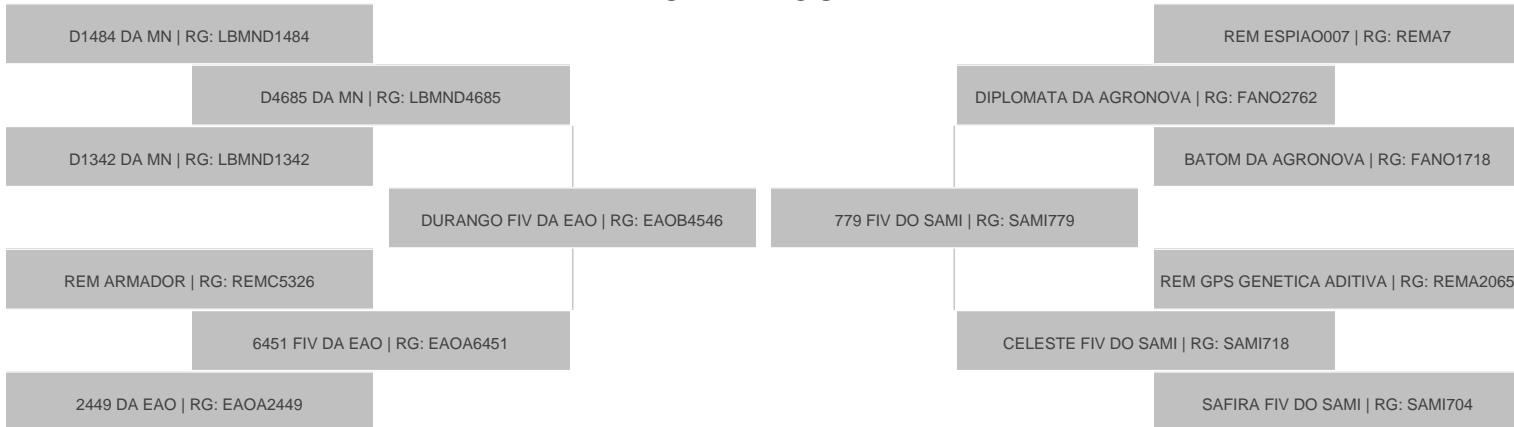 D1484 DA MN | RG: LBMND1484
REM ESPIAO007 | RG: REMA7
D4685 DA MN | RG: LBMND4685
DIPLOMATA DA AGRONOVA | RG: FANO2762
D1342 DA MN | RG: LBMND1342
BATOM DA AGRONOVA | RG: FANO1718
DURANGO FIV DA EAO | RG: EAOB4546
779 FIV DO SAMI | RG: SAMI779
REM ARMADOR | RG: REMC5326
REM GPS GENETICA ADITIVA | RG: REMA2065
6451 FIV DA EAO | RG: EAOA6451
CELESTE FIV DO SAMI | RG: SAMI718
2449 DA EAO | RG: EAOA2449
SAFIRA FIV DO SAMI | RG: SAMI704